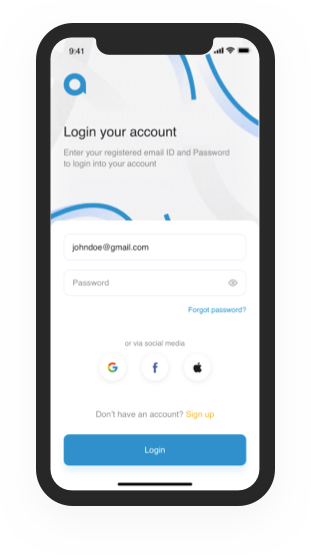 9:41
Login your account
Enter your registered email ID and Password
to login into your account
johndoe@gmail.com
Password
Forgot password?
or via social media
Don't have an account? Sign up
Login